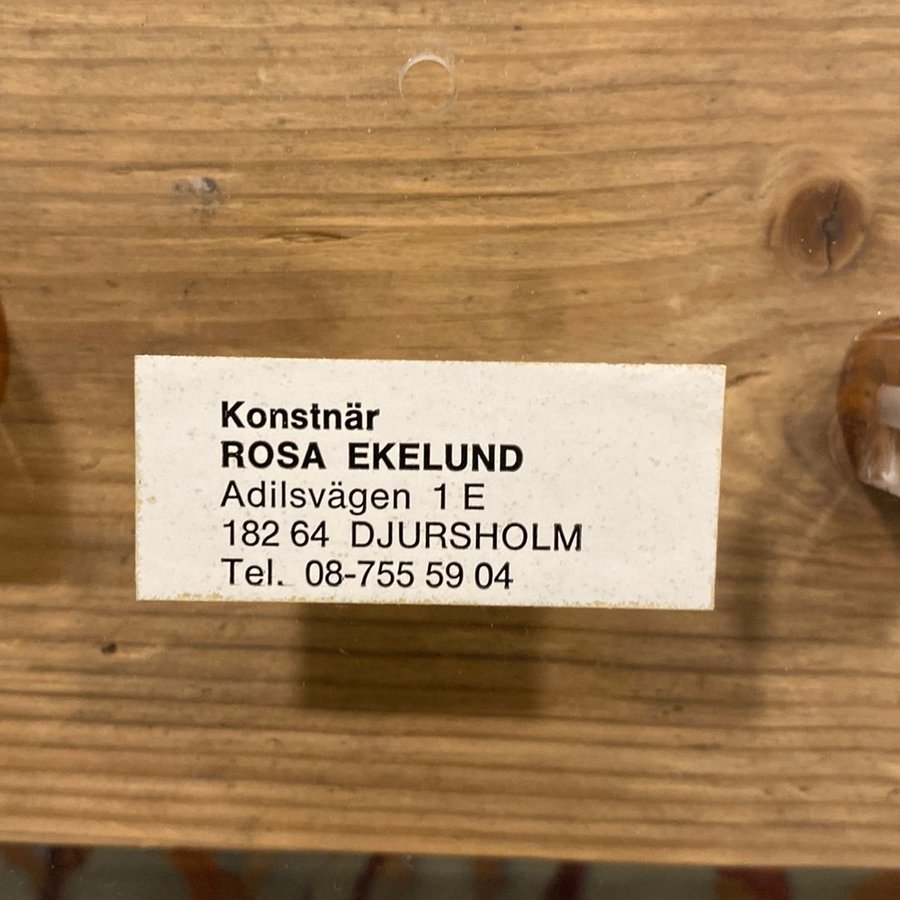 Konstnär
ROSA EKELUND
Adilsvägen 1 E
182 64 DJURSHOLM
Tel. 08-755 59 04